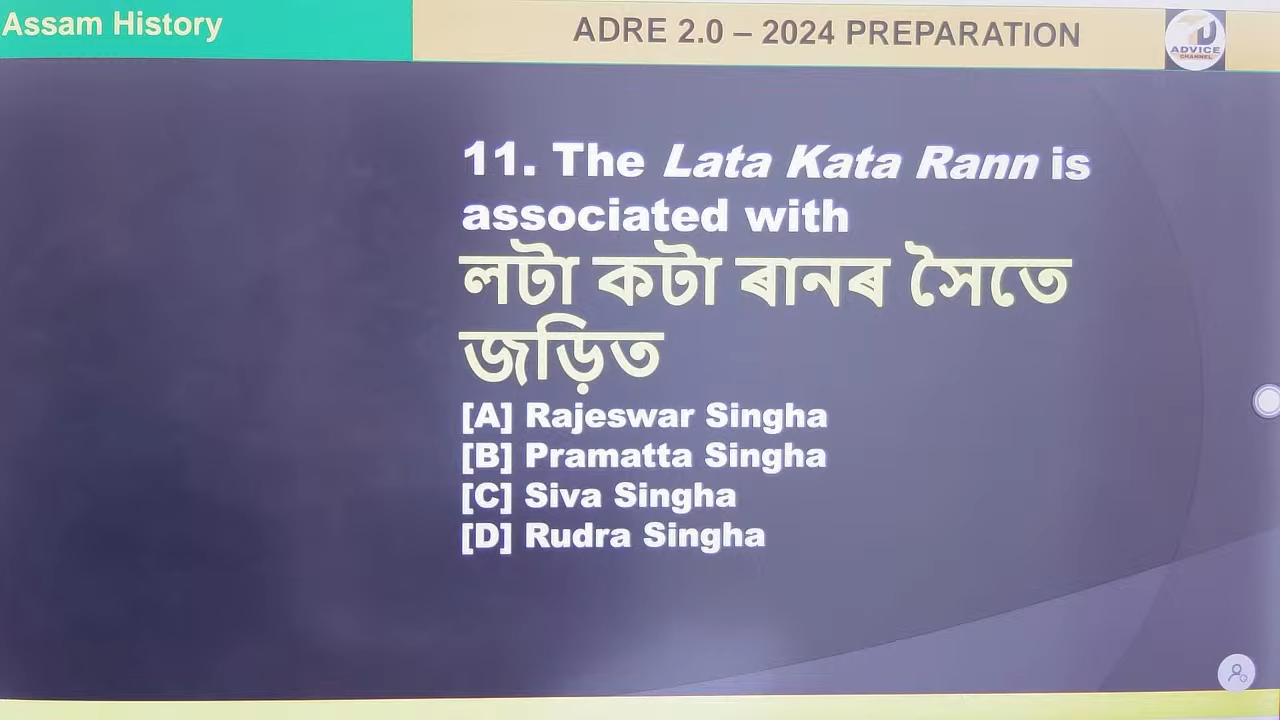 Assam History
ADRE 2.0 – 2024 PREPARATION
ADVICE
CHANNEL
11. The Lata Kata Rann is
associated with
লটা কটা ৰানৰ সৈতে
জড়িত
[A] Rajeswar Singha
[B] Pramatta Singha
[C] Siva Singha
[D] Rudra Singha